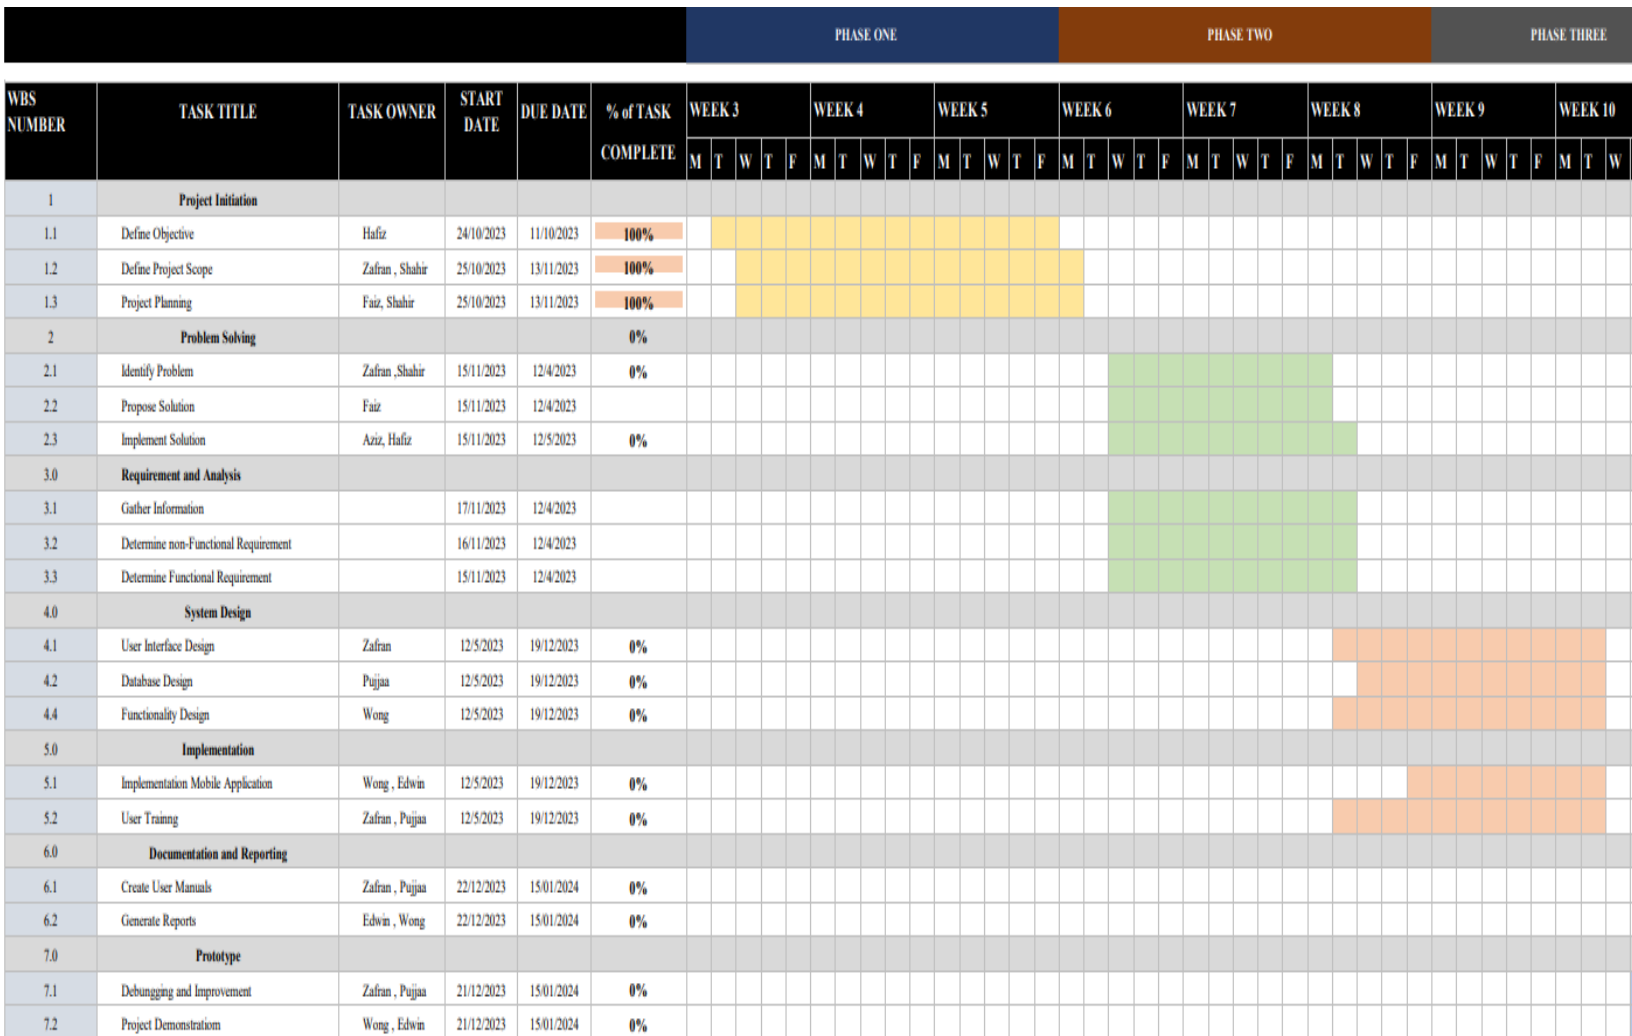 PHASE ONE PHASE TWO PHASE THREE
WBS NUMBER TASK TITLE TASK OWNER START DATE DUE DATE % of TASK COMPLETE WEEK 3 WEEK 4 WEEK 5 WEEK 6 WEEK 7 WEEK 8 WEEK 9 WEEK 10
M T W T F M T W T F M T W T F M T W T F M T W T F M T W T F M T W T F M T W
1 Project Initiation
1.1 Define Objective Hafiz 24/10/2023 11/10/2023 100%
1.2 Define Project Scope Zafran , Shahir 25/10/2023 13/11/2023 100%
1.3 Project Planning Faiz, Shahir 25/10/2023 13/11/2023 100%
2 Problem Solving 0%
2.1 Identify Problem Zafran ,Shahir 15/11/2023 12/4/2023 0%
2.2 Propose Solution Faiz 15/11/2023 12/4/2023
2.3 Implement Solution Aziz, Hafiz 15/11/2023 12/5/2023 0%
3.0 Requirement and Analysis
3.1 Gather Information 17/11/2023 12/4/2023
3.2 Determine non-Functional Requirement 16/11/2023 12/4/2023
3.3 Determine Functional Requirement 15/11/2023 12/4/2023
4.0 System Design
4.1 User Interface Design Zafran 12/5/2023 19/12/2023 0%
4.2 Database Design Pujjaa 12/5/2023 19/12/2023 0%
4.4 Functionality Design Wong 12/5/2023 19/12/2023 0%
5.0 Implementation
5.1 Implementation Mobile Application Wong , Edwin 12/5/2023 19/12/2023 0%
5.2 User Trainng Zafran , Pujjaa 12/5/2023 19/12/2023 0%
6.0 Documentation and Reporting
6.1 Create User Manuals Zafran , Pujjaa 22/12/2023 15/01/2024 0%
6.2 Generate Reports Edwin , Wong 22/12/2023 15/01/2024 0%
7.0 Prototype
7.1 Debungging and Improvement Zafran , Pujjaa 21/12/2023 15/01/2024 0%
7.2 Project Demonstratiom Wong , Edwin 21/12/2023 15/01/2024 0%